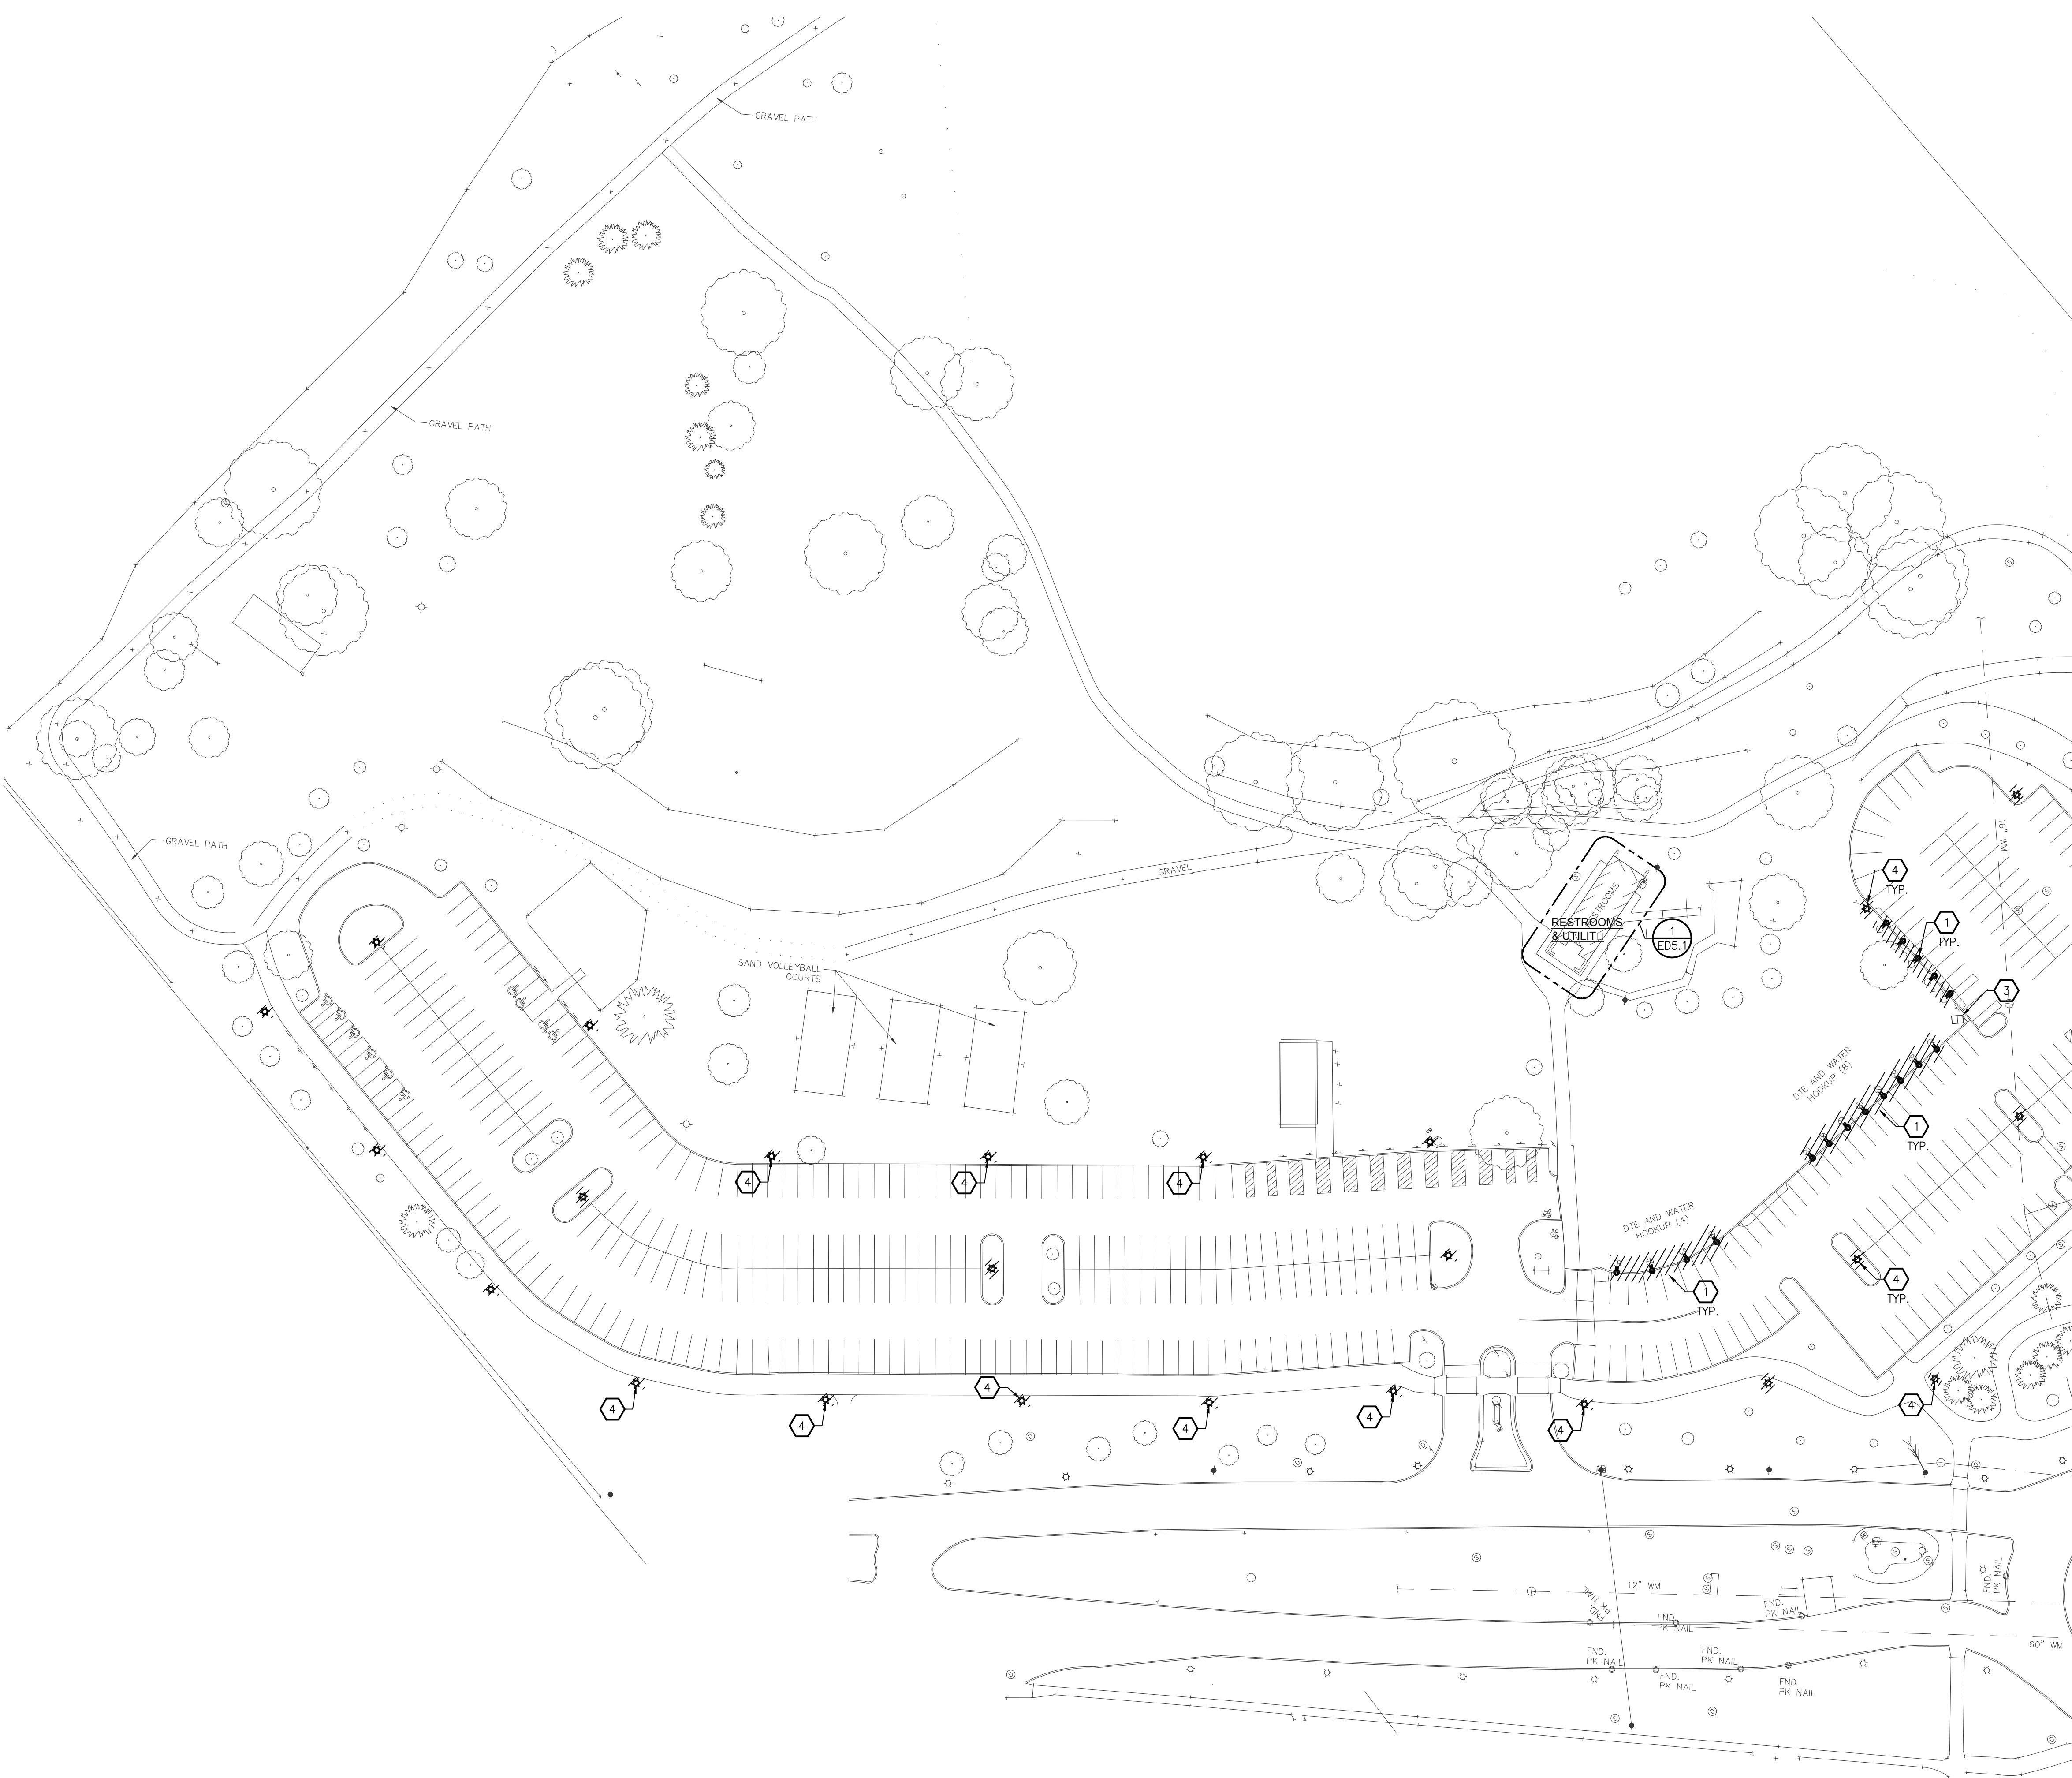 GRAVEL PATH
GRAVEL PATH
GRAVEL PATH
GRAVEL
SAND VOLLEYBALL
COURTS
RESTROOMS
& UTILIT
1
ED5.1
16" WM
4
TYP.
1
TYP.
3
DTE AND WATER
HOOKUP (8)
1
TYP.
DTE AND WATER
HOOKUP (4)
1
TYP.
4
TYP.
4
4
4
4
4
4
4
4
4
4
12" WM
FND.
PK NAIL
FND.
PK NAIL
FND.
PK NAIL
FND.
PK NAIL
60" WM
FND.
PK NAIL
FND.
PK NAIL
FND.
PK NAIL
FND.
PK NAIL